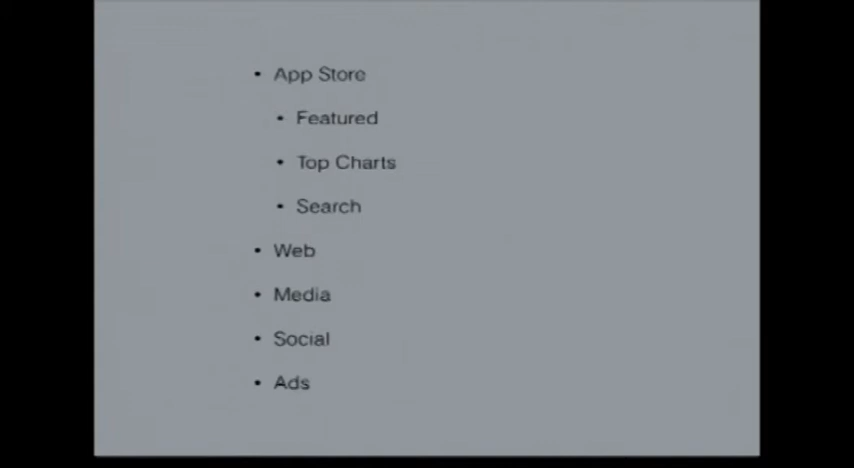 • App Store
• Featured
• Top Charts
• Search
• Web
• Media
• Social
• Ads